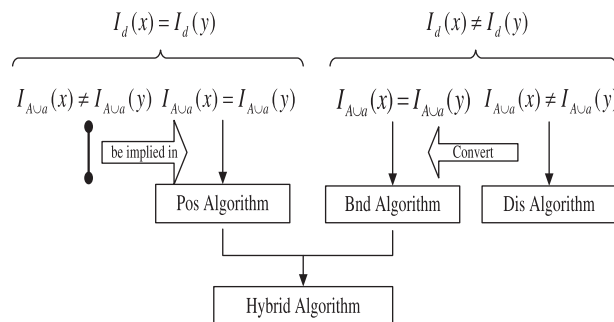 I_d(x) = I_d(y) I_d(x) ≠ I_d(y)
I_{A∪a}(x) ≠ I_{A∪a}(y) I_{A∪a}(x) = I_{A∪a}(y) I_{A∪a}(x) = I_{A∪a}(y) I_{A∪a}(x) ≠ I_{A∪a}(y)
be implied in Convert
Pos Algorithm Bnd Algorithm Dis Algorithm
Hybrid Algorithm